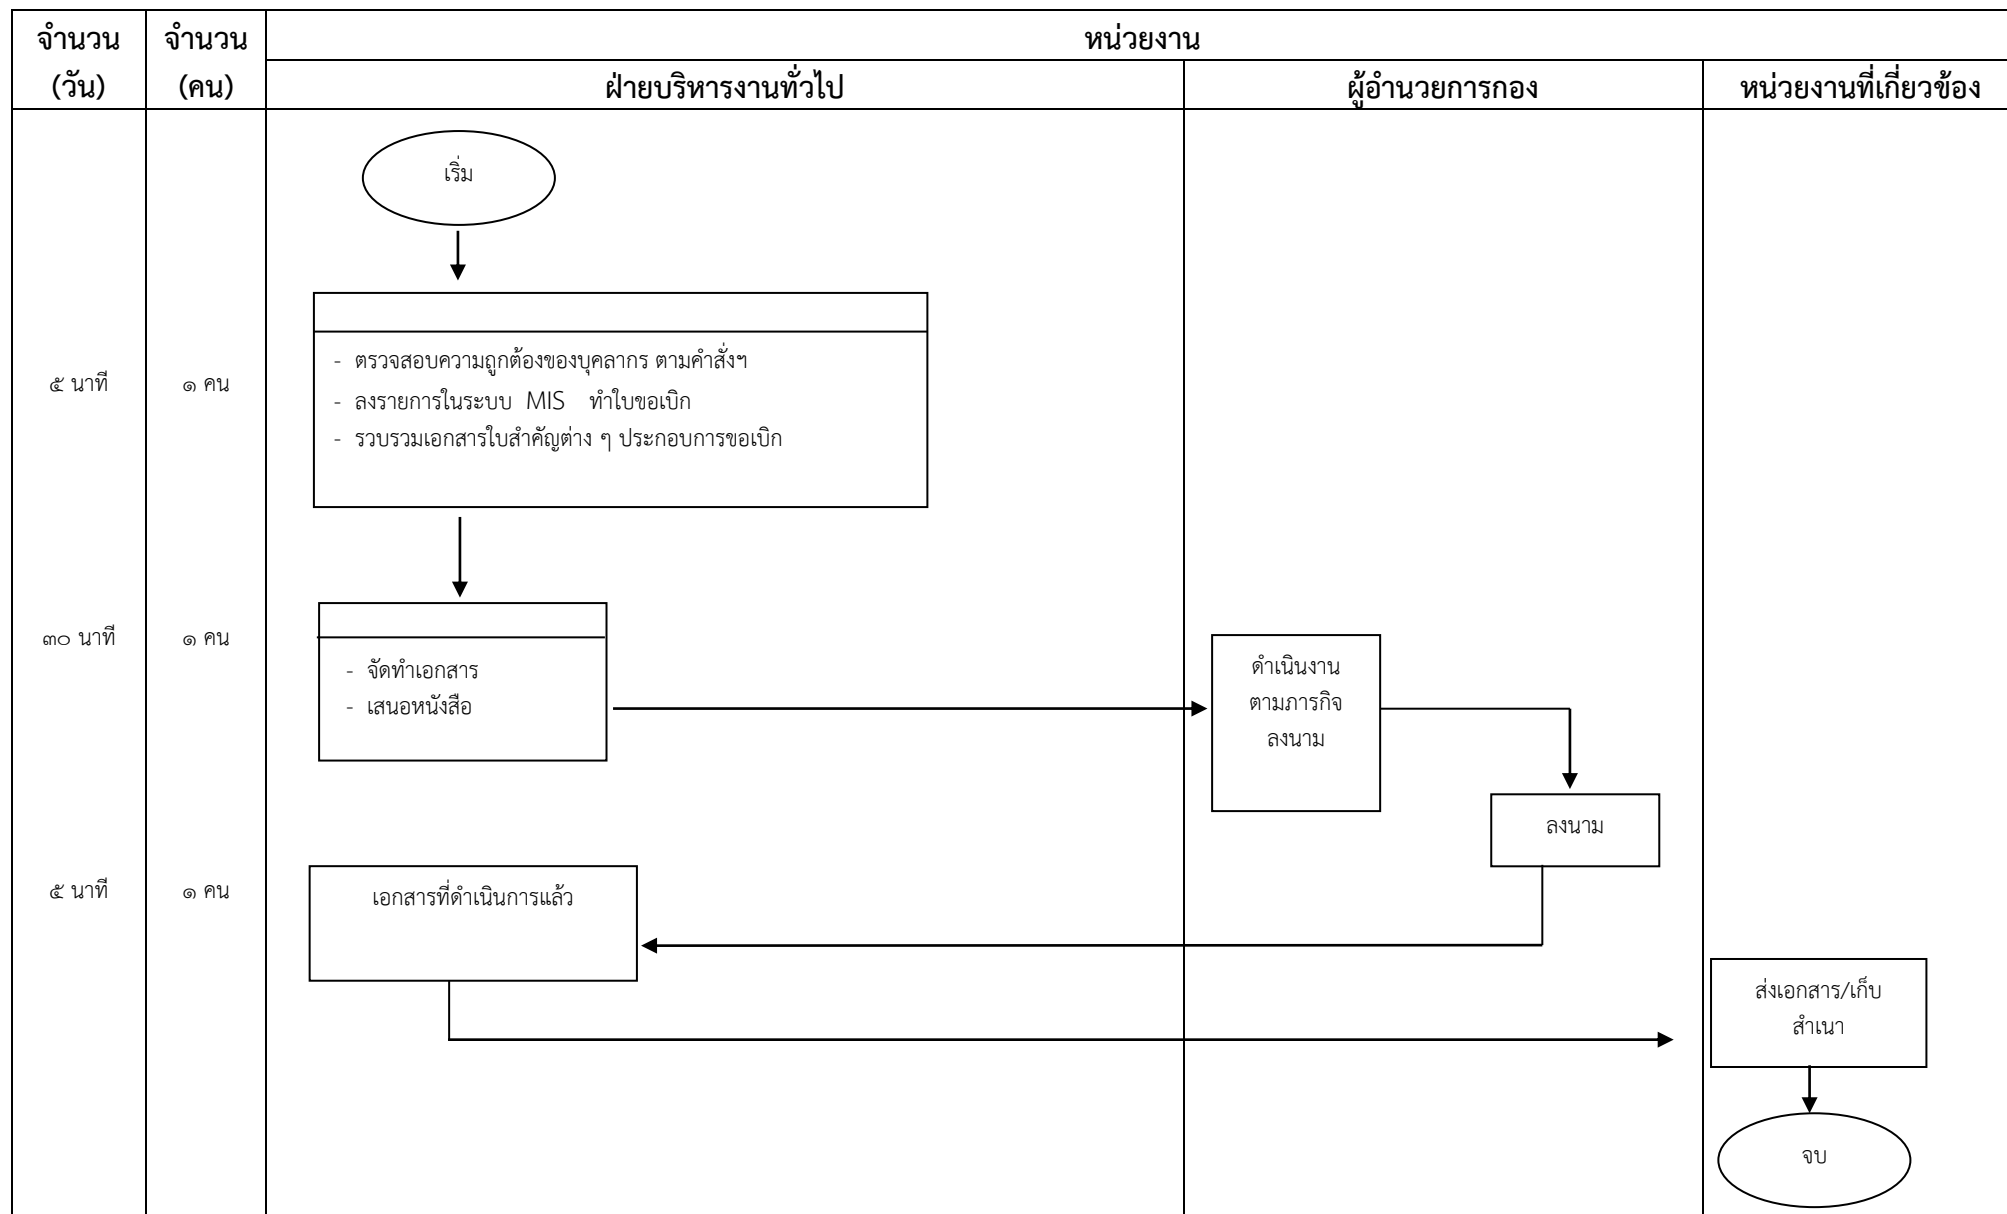 จำนวน
(วัน)
จำนวน
(คน)
หน่วยงาน
ฝ่ายบริหารงานทั่วไป
ผู้อำนวยการกอง
หน่วยงานที่เกี่ยวข้อง
เริ่ม
๕ นาที
๑ คน
- ตรวจสอบความถูกต้องของบุคลากร ตามคำสั่งฯ
- ลงรายการในระบบ MIS ทำใบขอเบิก
- รวบรวมเอกสารใบสำคัญต่าง ๆ ประกอบการขอเบิก
๓๐ นาที
๑ คน
- จัดทำเอกสาร
- เสนอหนังสือ
ดำเนินงาน
ตามภารกิจ
ลงนาม
ลงนาม
๕ นาที
๑ คน
เอกสารที่ดำเนินการแล้ว
ส่งเอกสาร/เก็บ
สำเนา
จบ